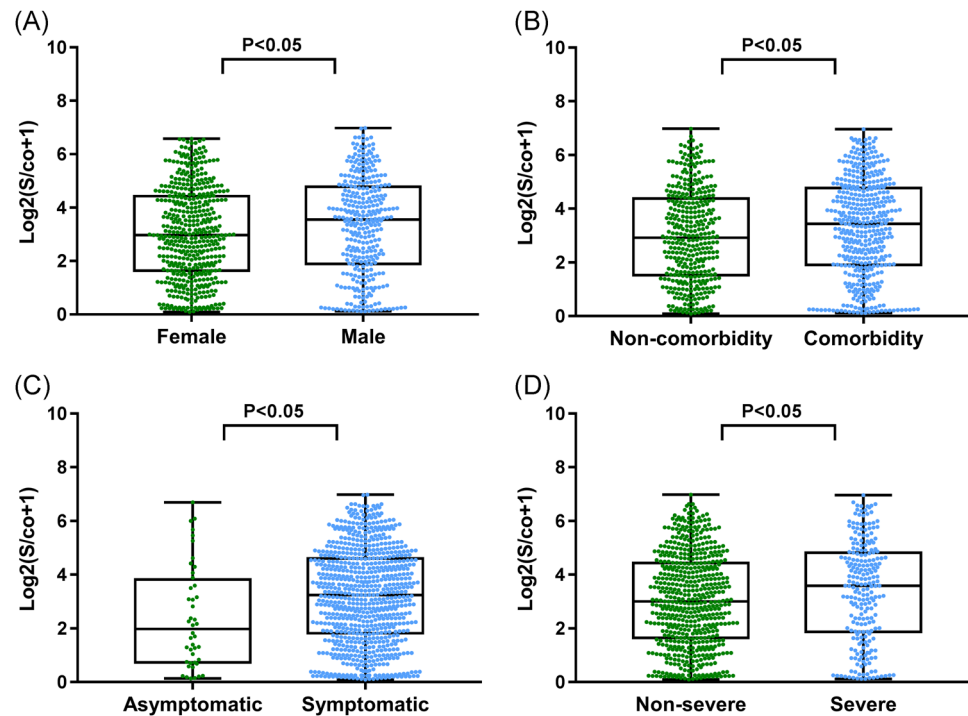 (A)
P<0.05
Log2(S/co+1)
10
8
6
4
2
0
Female Male
(B)
P<0.05
Log2(S/co+1)
10
8
6
4
2
0
Non-comorbidity Comorbidity
(C)
P<0.05
Log2(S/co+1)
10
8
6
4
2
0
Asymptomatic Symptomatic
(D)
P<0.05
Log2(S/co+1)
10
8
6
4
2
0
Non-severe Severe